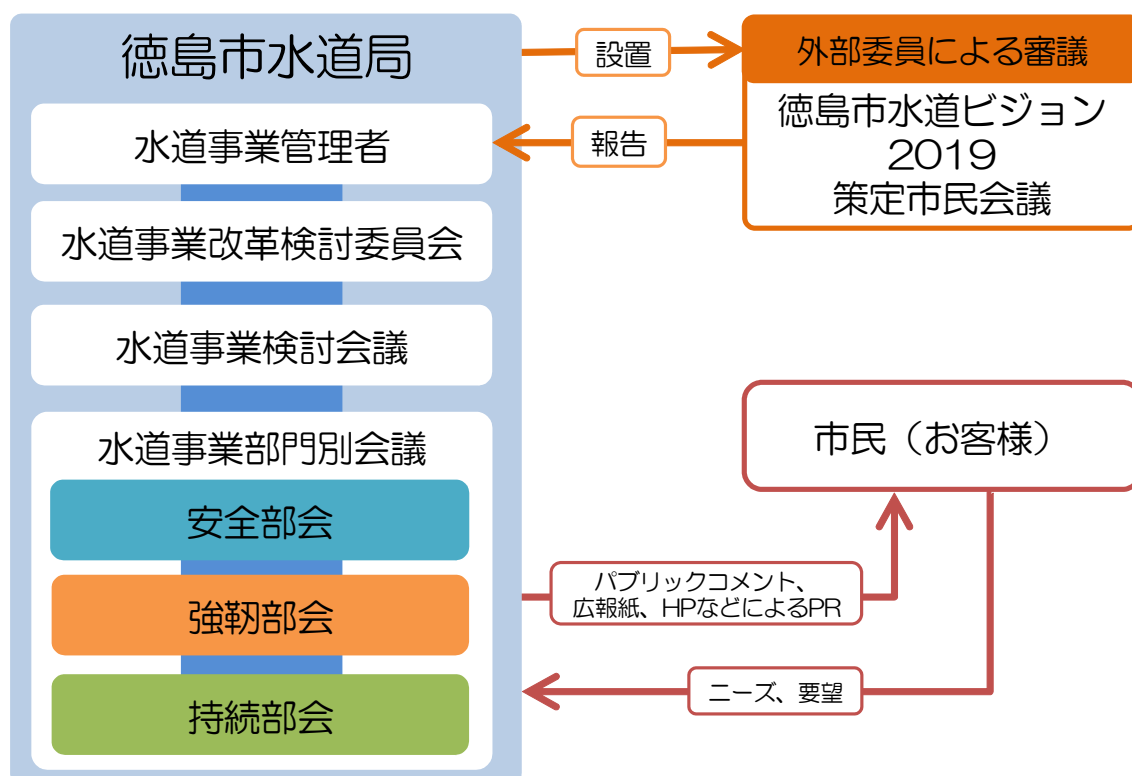 徳島市水道局
水道事業管理者
水道事業改革検討委員会
水道事業検討会議
水道事業部門別会議
安全部会
強靭部会
持続部会
設置
報告
外部委員による審議
徳島市水道ビジョン
2019
策定市民会議
市民（お客様）
パブリックコメント、
広報紙、HPなどによるPR
ニーズ、要望